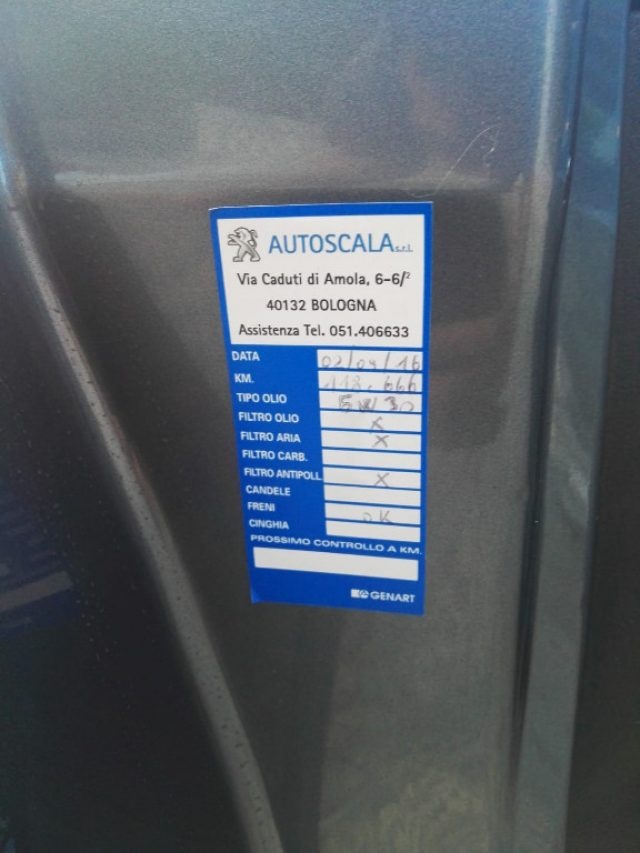 AUTOSCALA s.r.l.
Via Caduti di Amola, 6-6/2
40132 BOLOGNA
Assistenza Tel. 051.406633
DATA 02/04/16
KM. 118.666
TIPO OLIO 5W30
FILTRO OLIO X
FILTRO ARIA X
FILTRO CARB.
FILTRO ANTIPOLL X
CANDELE
FRENI OK
CINGHIA
PROSSIMO CONTROLLO A KM.
GENART